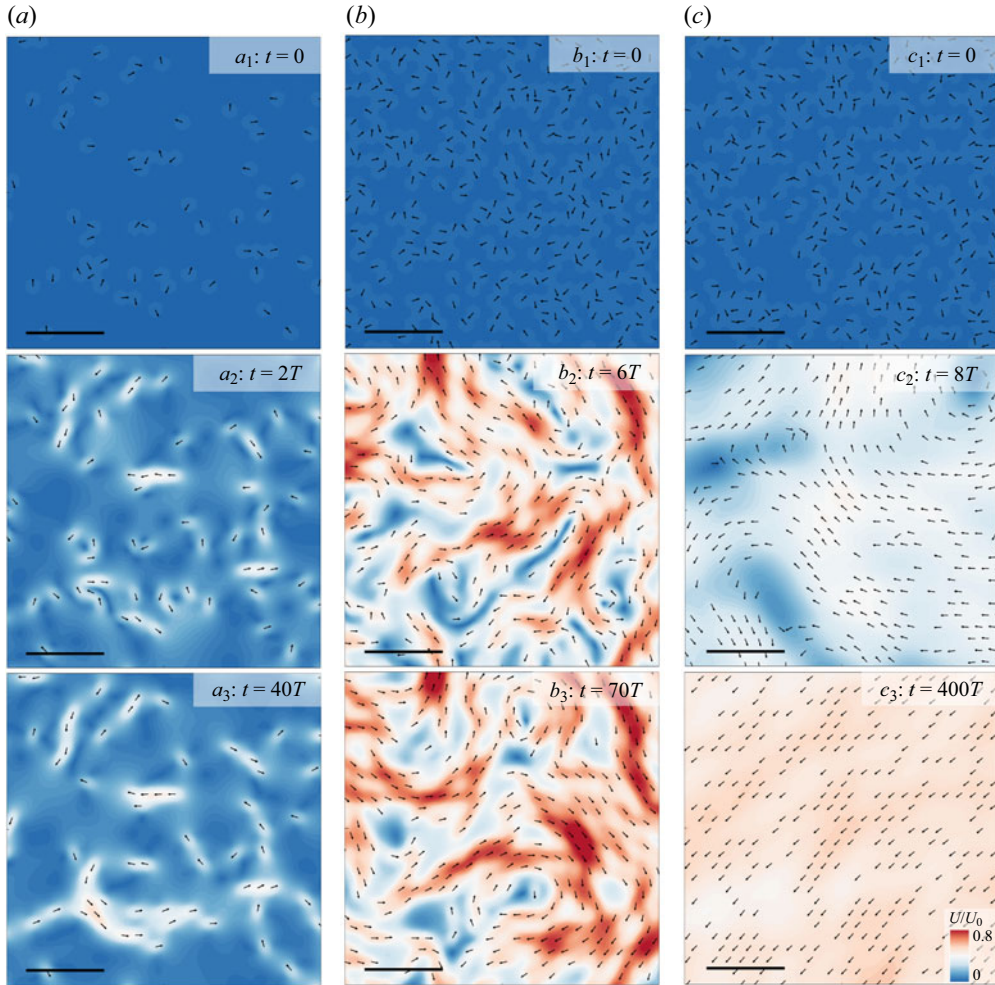 (a) (b) (c)
a₁: t = 0 b₁: t = 0 c₁: t = 0
a₂: t = 2T b₂: t = 6T c₂: t = 8T
a₃: t = 40T b₃: t = 70T c₃: t = 400T
U/U₀
0.8
0